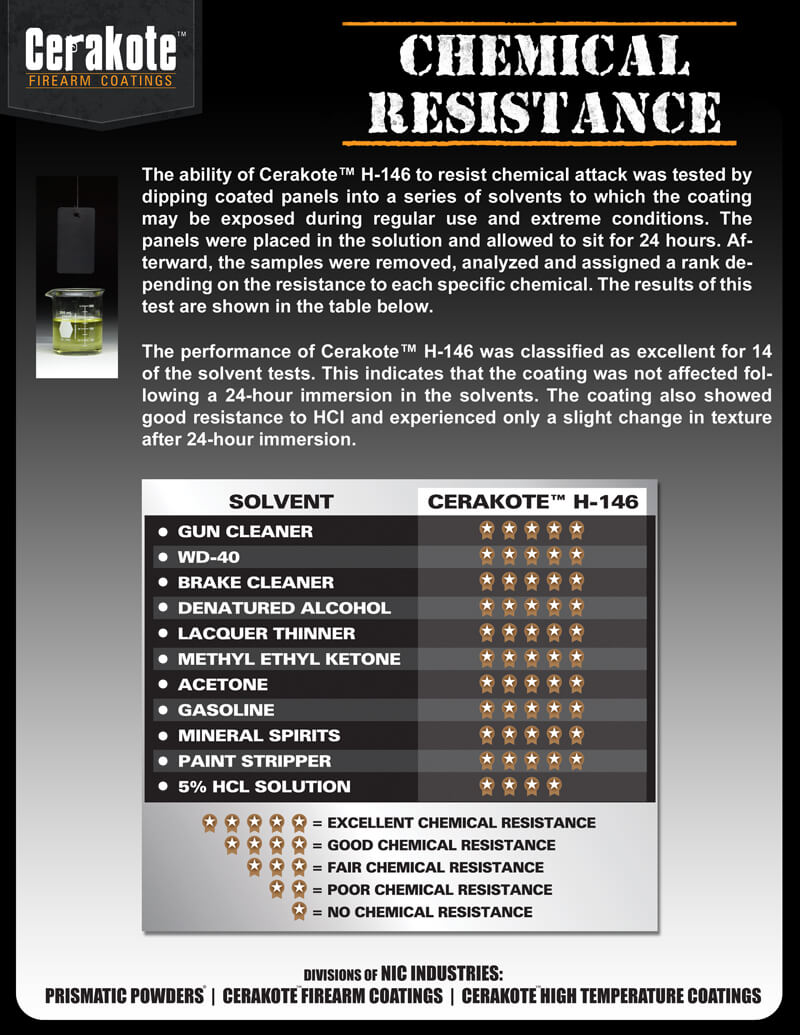 Cerakote™
FIREARM COATINGS
CHEMICAL
RESISTANCE
The ability of Cerakote™ H-146 to resist chemical attack was tested by
dipping coated panels into a series of solvents to which the coating
may be exposed during regular use and extreme conditions. The
panels were placed in the solution and allowed to sit for 24 hours. Af-
terward, the samples were removed, analyzed and assigned a rank de-
pending on the resistance to each specific chemical. The results of this
test are shown in the table below.
The performance of Cerakote™ H-146 was classified as excellent for 14
of the solvent tests. This indicates that the coating was not affected fol-
lowing a 24-hour immersion in the solvents. The coating also showed
good resistance to HCl and experienced only a slight change in texture
after 24-hour immersion.
SOLVENT CERAKOTE™ H-146
• GUN CLEANER
• WD-40
• BRAKE CLEANER
• DENATURED ALCOHOL
• LACQUER THINNER
• METHYL ETHYL KETONE
• ACETONE
• GASOLINE
• MINERAL SPIRITS
• PAINT STRIPPER
• 5% HCL SOLUTION
= EXCELLENT CHEMICAL RESISTANCE
= GOOD CHEMICAL RESISTANCE
= FAIR CHEMICAL RESISTANCE
= POOR CHEMICAL RESISTANCE
= NO CHEMICAL RESISTANCE
DIVISIONS OF NIC INDUSTRIES:
PRISMATIC POWDERS® | CERAKOTE™ FIREARM COATINGS | CERAKOTE™ HIGH TEMPERATURE COATINGS